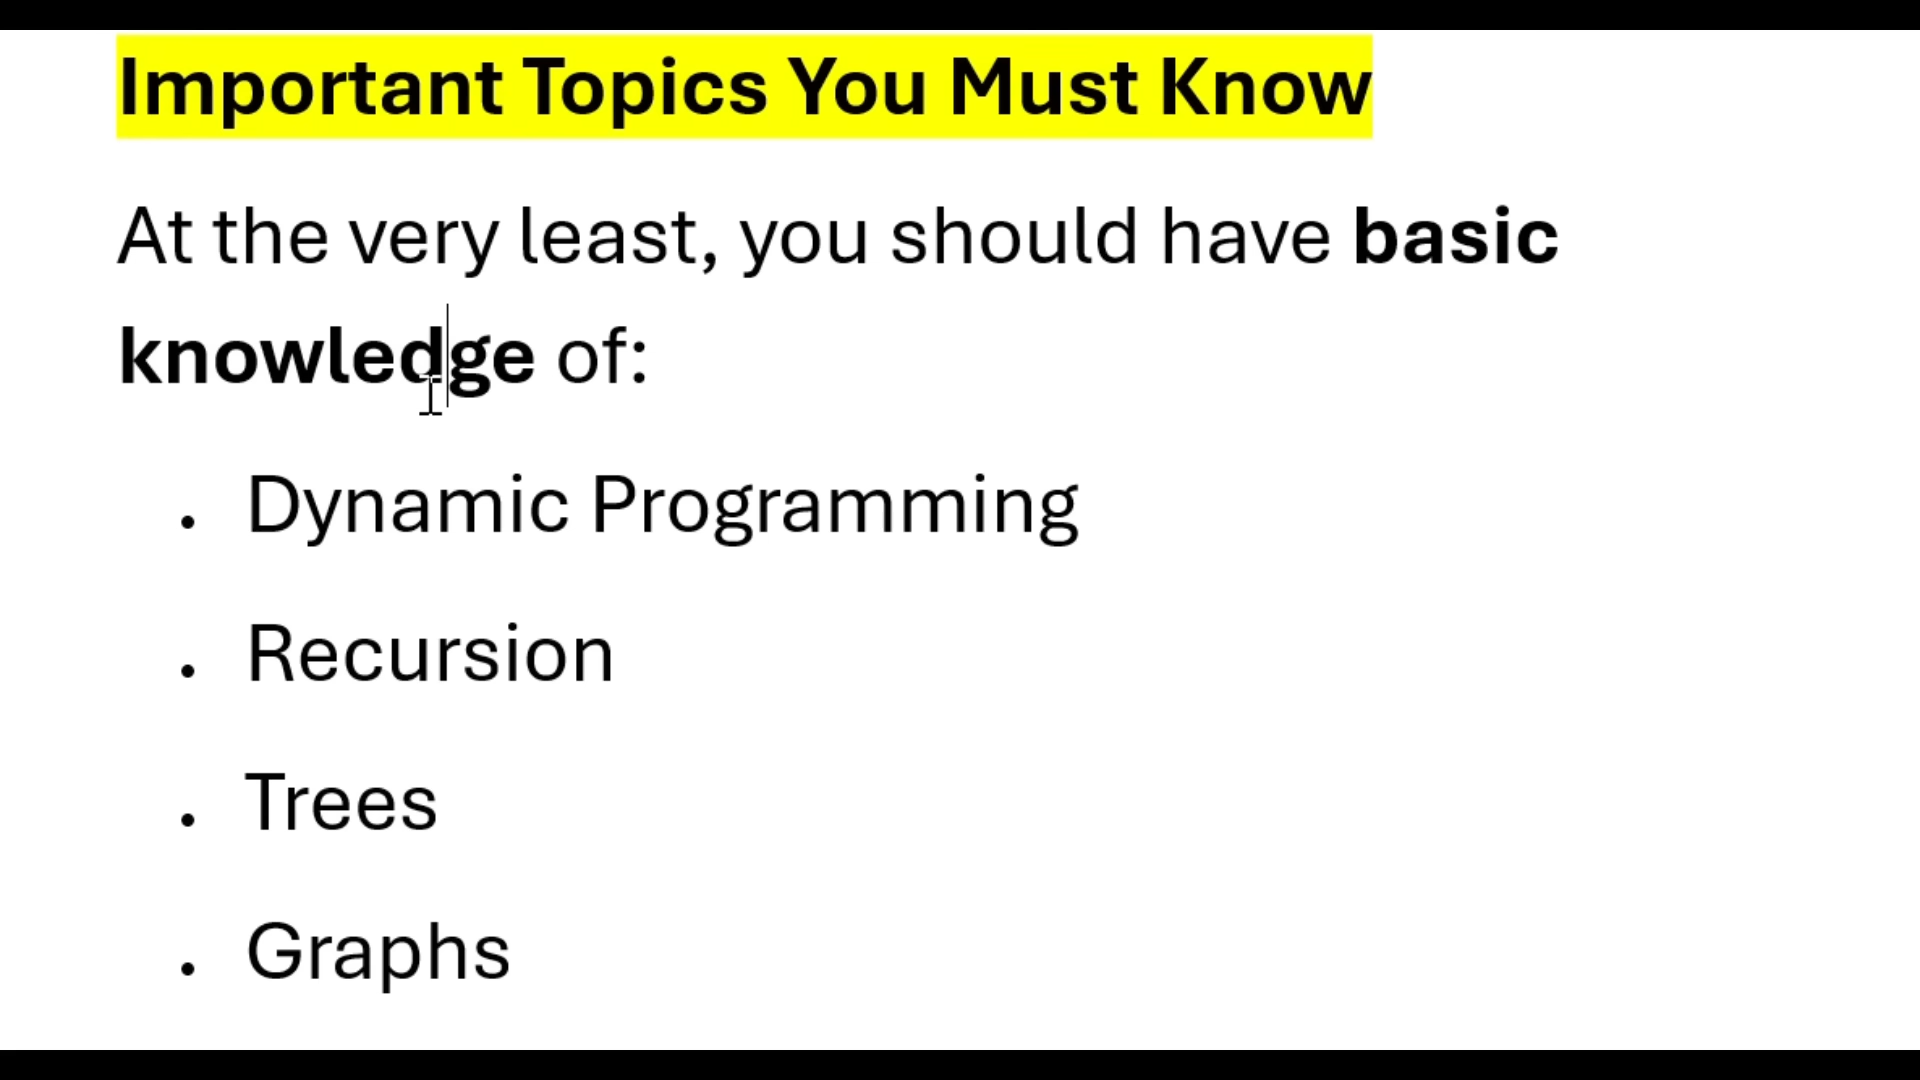 Important Topics You Must Know
At the very least, you should have basic
knowledge of:
• Dynamic Programming
• Recursion
• Trees
• Graphs